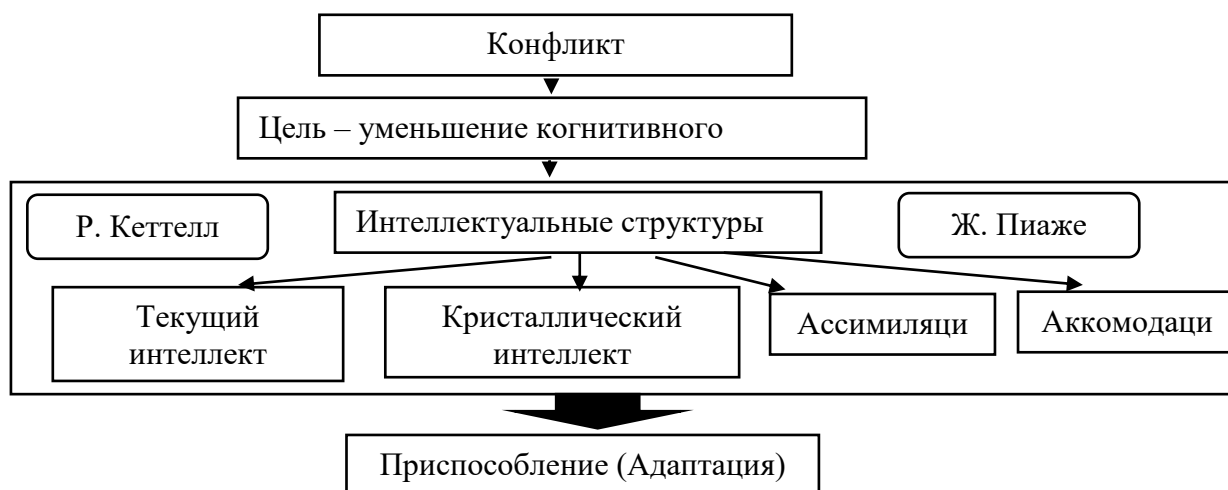 Конфликт
Цель – уменьшение когнитивного
Р. Кеттелл
Интеллектуальные структуры
Ж. Пиаже
Текущий
интеллект
Кристаллический
интеллект
Ассимиляци
Аккомодаци
Приспособление (Адаптация)